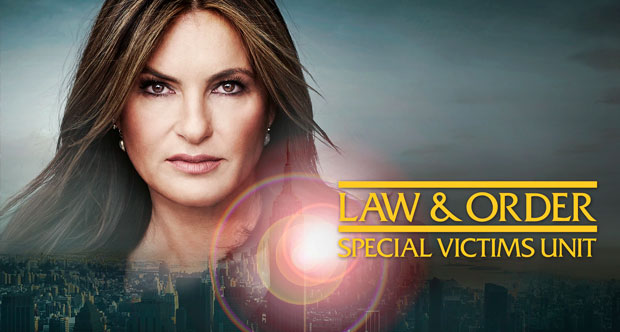 LAW & ORDER
SPECIAL VICTIMS UNIT